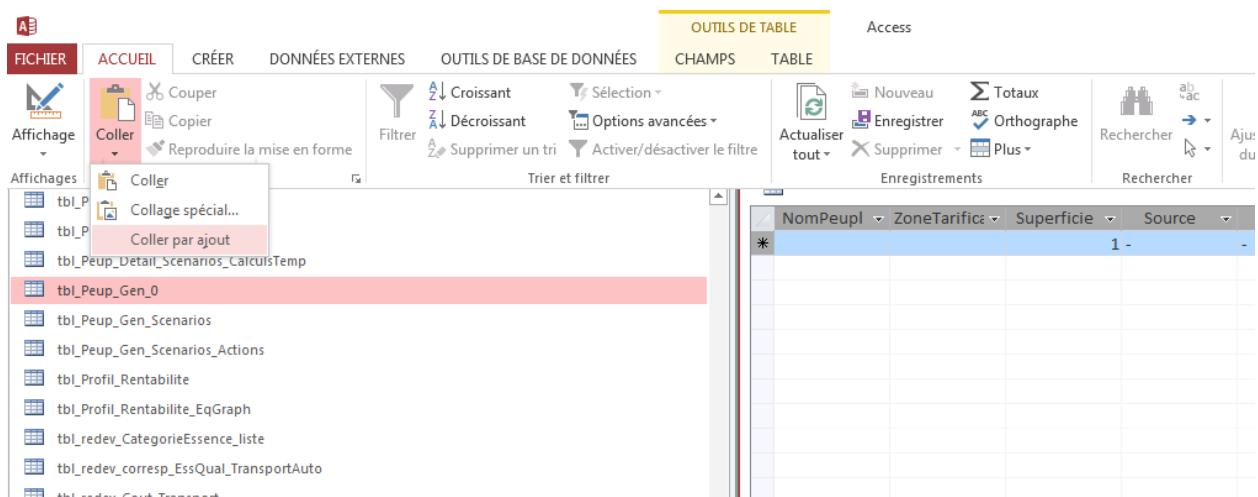 OUTILS DE TABLE Access
FICHIER ACCUEIL CRÉER DONNÉES EXTERNES OUTILS DE BASE DE DONNÉES CHAMPS TABLE
Couper Croissant Sélection Nouveau Totaux
Copier Décroissant Options avancées Enregistrer Orthographe
Affichage Coller Filtrer Actualiser Rechercher
Reproduire la mise en forme Supprimer un tri Activer/désactiver le filtre tout Supprimer Plus
Affichages Trier et filtrer Enregistrements Rechercher
Coller
Collage spécial...
Coller par ajout
NomPeupl ZoneTarifica Superficie Source
* 1 - -
tbl_P
tbl_P
tbl_Peup_Detail_Scenarios_CalculsTemp
tbl_Peup_Gen_0
tbl_Peup_Gen_Scenarios
tbl_Peup_Gen_Scenarios_Actions
tbl_Profil_Rentabilite
tbl_Profil_Rentabilite_EqGraph
tbl_redev_CategorieEssence_liste
tbl_redev_corresp_EssQual_TransportAuto
tbl_redev_Cout_Transport